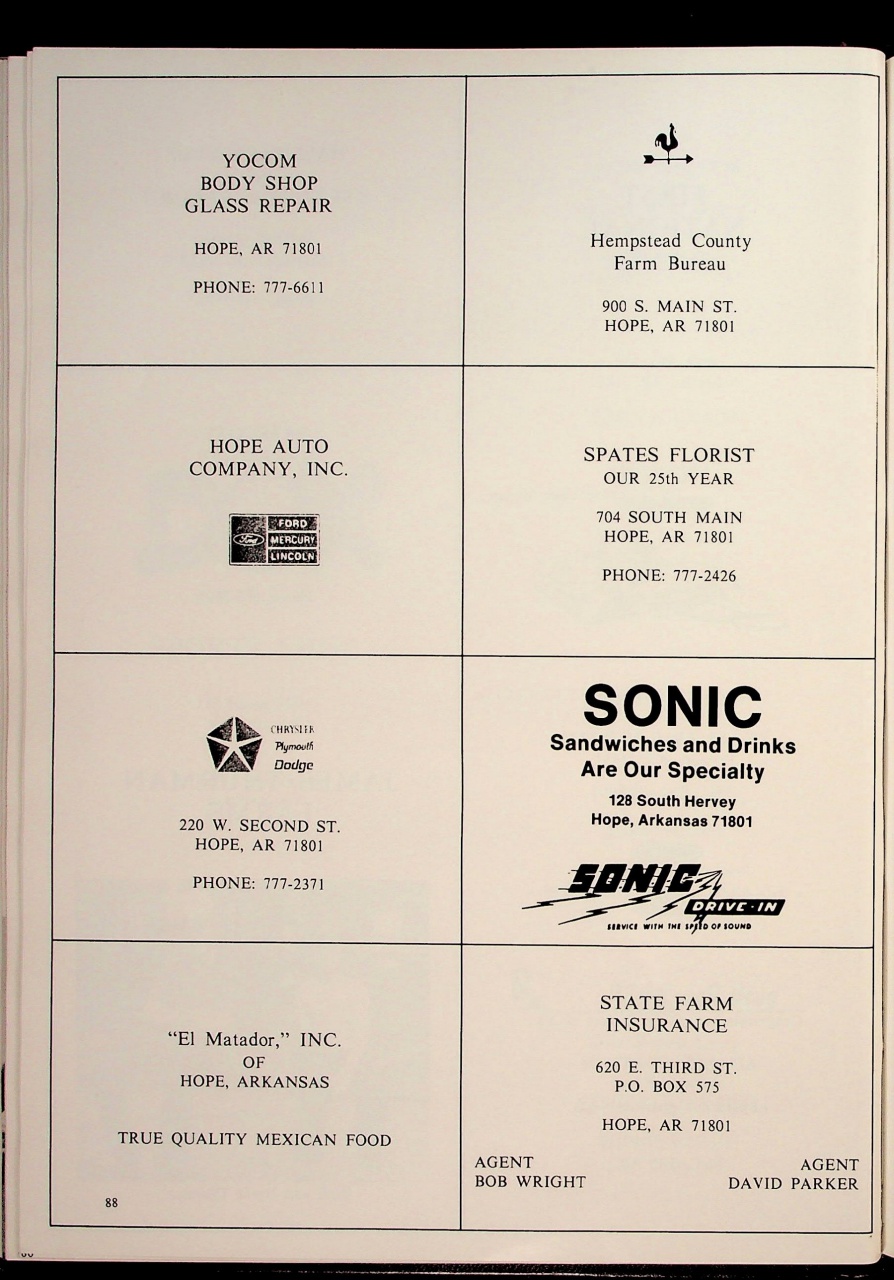 YOCOM
BODY SHOP
GLASS REPAIR
HOPE, AR 71801
PHONE: 777-6611
Hempstead County
Farm Bureau
900 S. MAIN ST.
HOPE, AR 71801
HOPE AUTO
COMPANY, INC.
Ford
FORD
MERCURY
LINCOLN
SPATES FLORIST
OUR 25th YEAR
704 SOUTH MAIN
HOPE, AR 71801
PHONE: 777-2426
CHRYSLER
Plymouth
Dodge
220 W. SECOND ST.
HOPE, AR 71801
PHONE: 777-2371
SONIC
Sandwiches and Drinks
Are Our Specialty
128 South Hervey
Hope, Arkansas 71801
SONIC
DRIVE-IN
SERVICE WITH THE SPEED OF SOUND
"El Matador," INC.
OF
HOPE, ARKANSAS
TRUE QUALITY MEXICAN FOOD
STATE FARM
INSURANCE
620 E. THIRD ST.
P.O. BOX 575
HOPE, AR 71801
AGENT
BOB WRIGHT
AGENT
DAVID PARKER
88